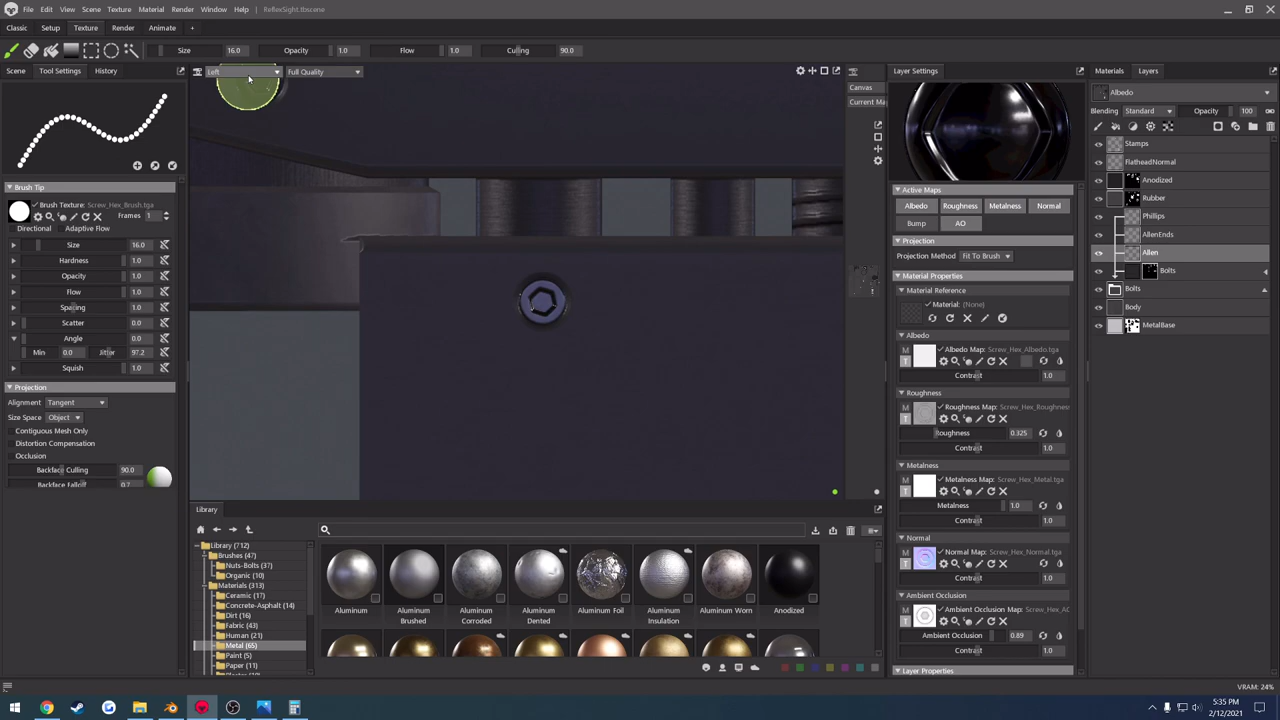 File Edit View Scene Texture Material Render Window Help ReflexSight.tbscene
Classic Setup Texture Render Animate +
Size 16.0 Opacity 1.0 Flow 1.0 Culling 90.0
Scene Tool Settings History
Left Full Quality
Canvas
Current Ma
Brush Tip
Brush Texture: Screw_Hex_Brush.tga
Frames 1
Directional Adaptive Flow
Size 16.0
Hardness 1.0
Opacity 1.0
Flow 1.0
Spacing 1.0
Scatter 0.0
Angle 0.0
Min 0.0 Jitter 97.2
Squish 1.0
Projection
Alignment Tangent
Size Space Object
Contiguous Mesh Only
Distortion Compensation
Occlusion
Backface Culling 90.0
Backface Falloff 0.7
Library
Library (712)
Brushes (47)
Nuts-Bolts (37)
Organic (10)
Materials (313)
Ceramic (17)
Concrete-Asphalt (14)
Dirt (16)
Fabric (43)
Human (21)
Metal (65)
Paint (5)
Paper (11)
Aluminum Aluminum Brushed Aluminum Corroded Aluminum Dented Aluminum Foil Aluminum Insulation Aluminum Worn Anodized
Layer Settings
Active Maps
Albedo Roughness Metalness Normal
Bump AO
Projection
Projection Method Fit To Brush
Material Properties
Material Reference
Material: (None)
Albedo
M Albedo Map: Screw_Hex_Albedo.tga
T
Contrast 1.0
Roughness
M Roughness Map: Screw_Hex_Roughness
T
Roughness 0.325
Contrast 1.0
Metalness
M Metalness Map: Screw_Hex_Metal.tga
T
Metalness 1.0
Contrast 1.0
Normal
M Normal Map: Screw_Hex_Normal.tga
T
Contrast 1.0
Ambient Occlusion
M Ambient Occlusion Map: Screw_Hex_AO
T
Ambient Occlusion 0.89
Contrast 1.0
Layer Properties
Materials Layers
Albedo
Blending Standard Opacity 100
Stamps
FlatheadNormal
Anodized
Rubber
Phillips
AllenEnds
Allen
Bolts
Bolts
Body
MetalBase
VRAM: 24%
5:35 PM
2/12/2021